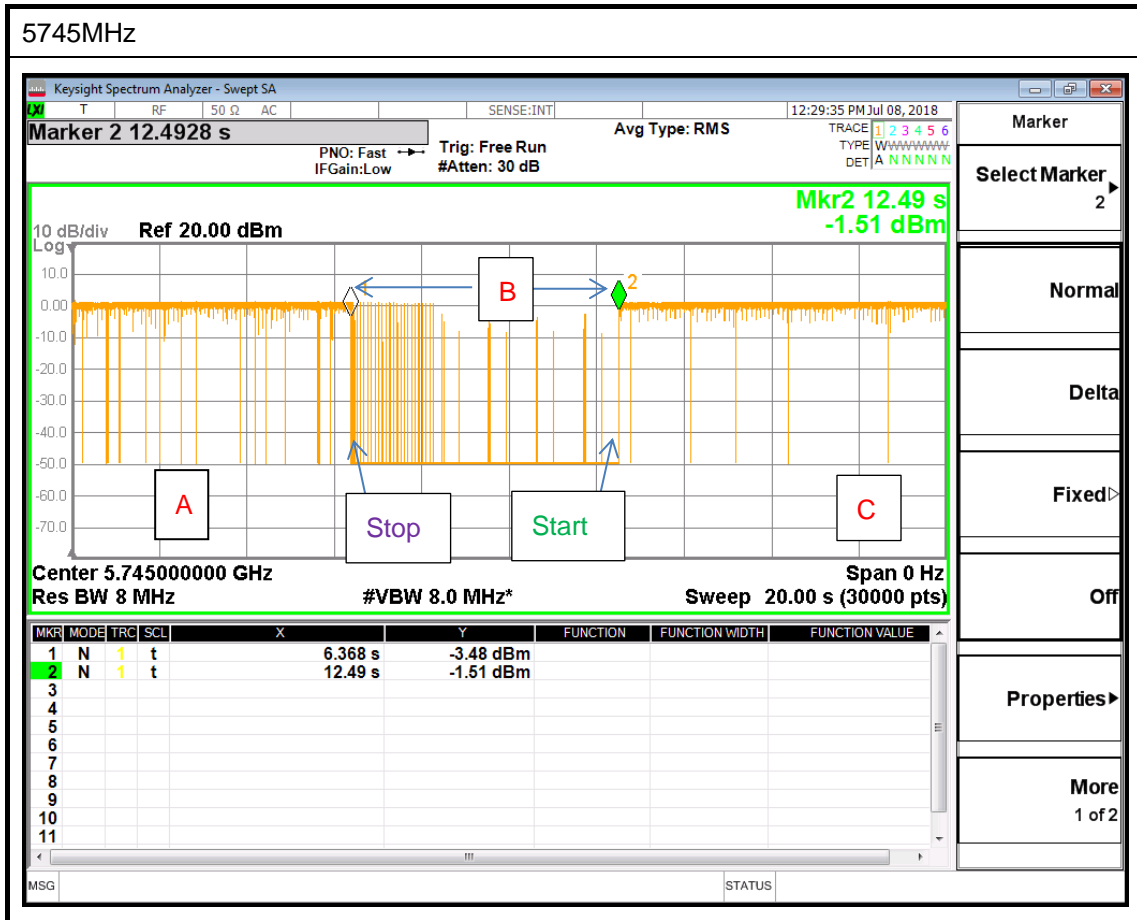 5745MHz
Keysight Spectrum Analyzer - Swept SA
LXI T RF 50 Ω AC SENSE:INT 12:29:35 PM Jul 08, 2018
Marker 2 12.4928 s
PNO: Fast
IFGain:Low
Trig: Free Run
#Atten: 30 dB
Avg Type: RMS
TRACE 1 2 3 4 5 6
TYPE WWWWWW
DET A N N N N N
Mkr2 12.49 s
-1.51 dBm
10 dB/div Ref 20.00 dBm
Log
10.0
0.00
-10.0
-20.0
-30.0
-40.0
-50.0
-60.0
-70.0
1
2
A
B
C
Stop
Start
Center 5.745000000 GHz Span 0 Hz
Res BW 8 MHz #VBW 8.0 MHz* Sweep 20.00 s (30000 pts)
MKR MODE TRC SCL X Y FUNCTION FUNCTION WIDTH FUNCTION VALUE
1 N 1 t 6.368 s -3.48 dBm
2 N 1 t 12.49 s -1.51 dBm
3
4
5
6
7
8
9
10
11
MSG STATUS
Marker
Select Marker
2
Normal
Delta
Fixed
Off
Properties
More
1 of 2